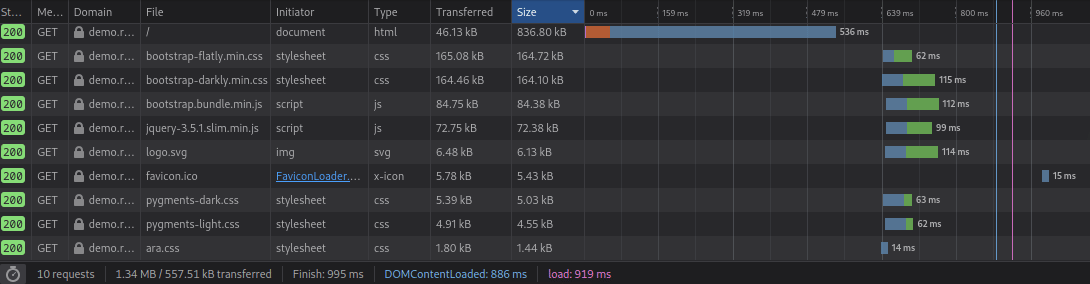 St… Me… Domain File Initiator Type Transferred Size 0 ms 159 ms 319 ms 479 ms 639 ms 800 ms 960 ms
200 GET demo.r… / document html 46.13 kB 836.80 kB 536 ms
200 GET demo.r… bootstrap-flatly.min.css stylesheet css 165.08 kB 164.72 kB 62 ms
200 GET demo.r… bootstrap-darkly.min.css stylesheet css 164.46 kB 164.10 kB 115 ms
200 GET demo.r… bootstrap.bundle.min.js script js 84.75 kB 84.38 kB 112 ms
200 GET demo.r… jquery-3.5.1.slim.min.js script js 72.75 kB 72.38 kB 99 ms
200 GET demo.r… logo.svg img svg 6.48 kB 6.13 kB 114 ms
200 GET demo.r… favicon.ico FaviconLoader.… x-icon 5.78 kB 5.43 kB 15 ms
200 GET demo.r… pygments-dark.css stylesheet css 5.39 kB 5.03 kB 63 ms
200 GET demo.r… pygments-light.css stylesheet css 4.91 kB 4.55 kB 62 ms
200 GET demo.r… ara.css stylesheet css 1.80 kB 1.44 kB 14 ms
10 requests 1.34 MB / 557.51 kB transferred Finish: 995 ms DOMContentLoaded: 886 ms load: 919 ms